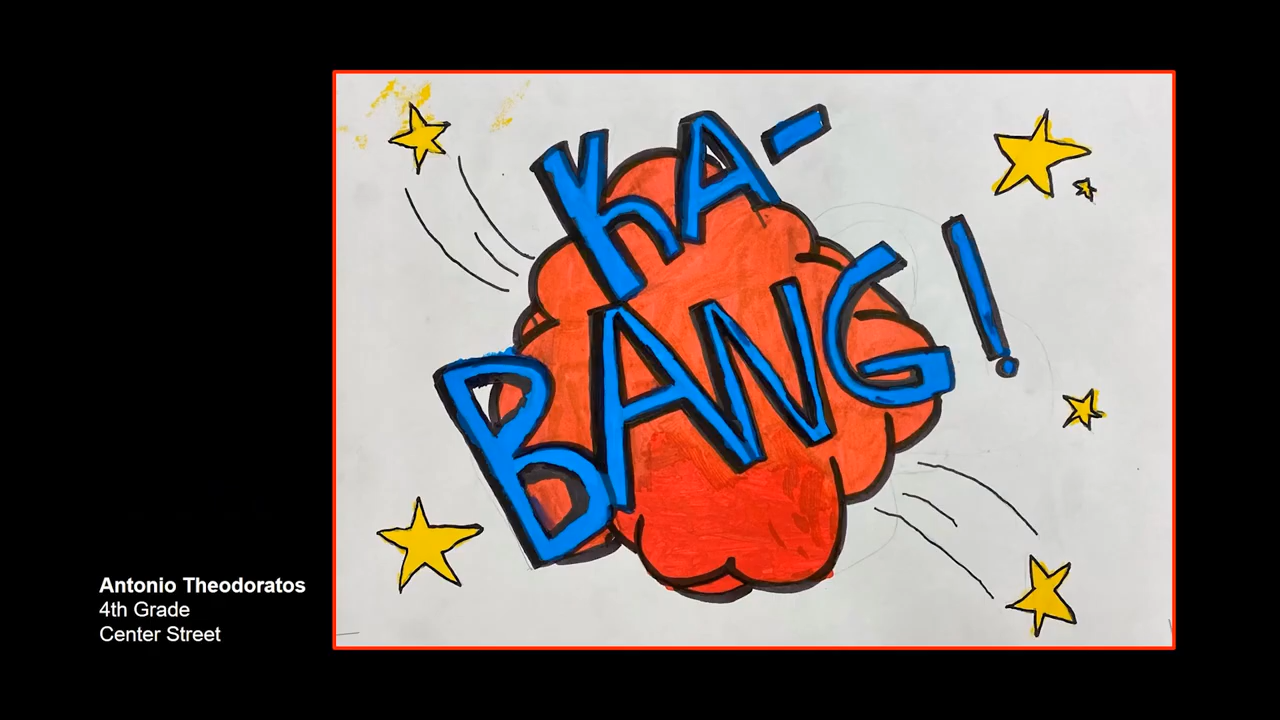 KA-
BANG!
Antonio Theodoratos
4th Grade
Center Street